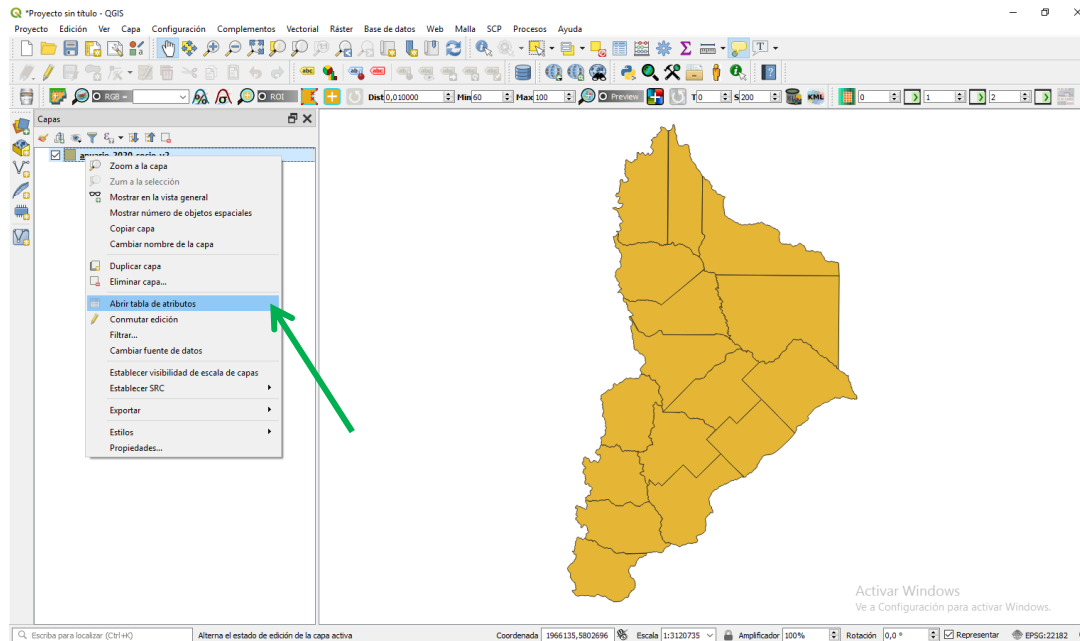 *Proyecto sin título - QGIS
Proyecto Edición Ver Capa Configuración Complementos Vectorial Ráster Base de datos Web Malla SCP Procesos Ayuda
RGB = ROI Dist 0,010000 Min 60 Max 100 Preview T 0 S 200 KML 0 1 2
Capas
anuario_2020_socio_v2
Zoom a la capa
Zum a la selección
Mostrar en la vista general
Mostrar número de objetos espaciales
Copiar capa
Cambiar nombre de la capa
Duplicar capa
Eliminar capa...
Abrir tabla de atributos
Conmutar edición
Filtrar...
Cambiar fuente de datos
Establecer visibilidad de escala de capas
Establecer SRC
Exportar
Estilos
Propiedades...
Activar Windows
Ve a Configuración para activar Windows.
Escriba para localizar (Ctrl+K) Alterna el estado de edición de la capa activa Coordenada 1966135,5802696 Escala 1:3120735 Amplificador 100% Rotación 0,0 ° Representar EPSG:22182